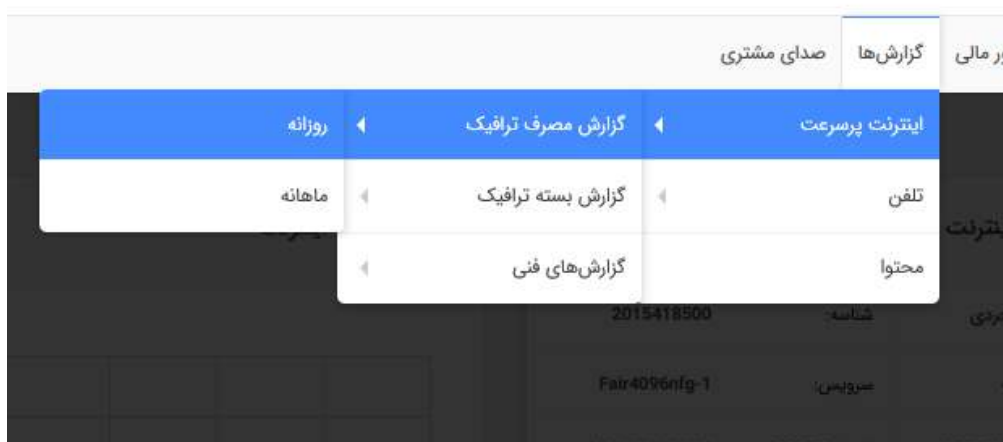 مالی گزارش‌ها صدای مشتری
اینترنت پرسرعت گزارش مصرف ترافیک روزانه
تلفن گزارش بسته ترافیک ماهانه
محتوا گزارش‌های فنی
شناسه: 2015418500
سرویس: Fair4096nfg-1